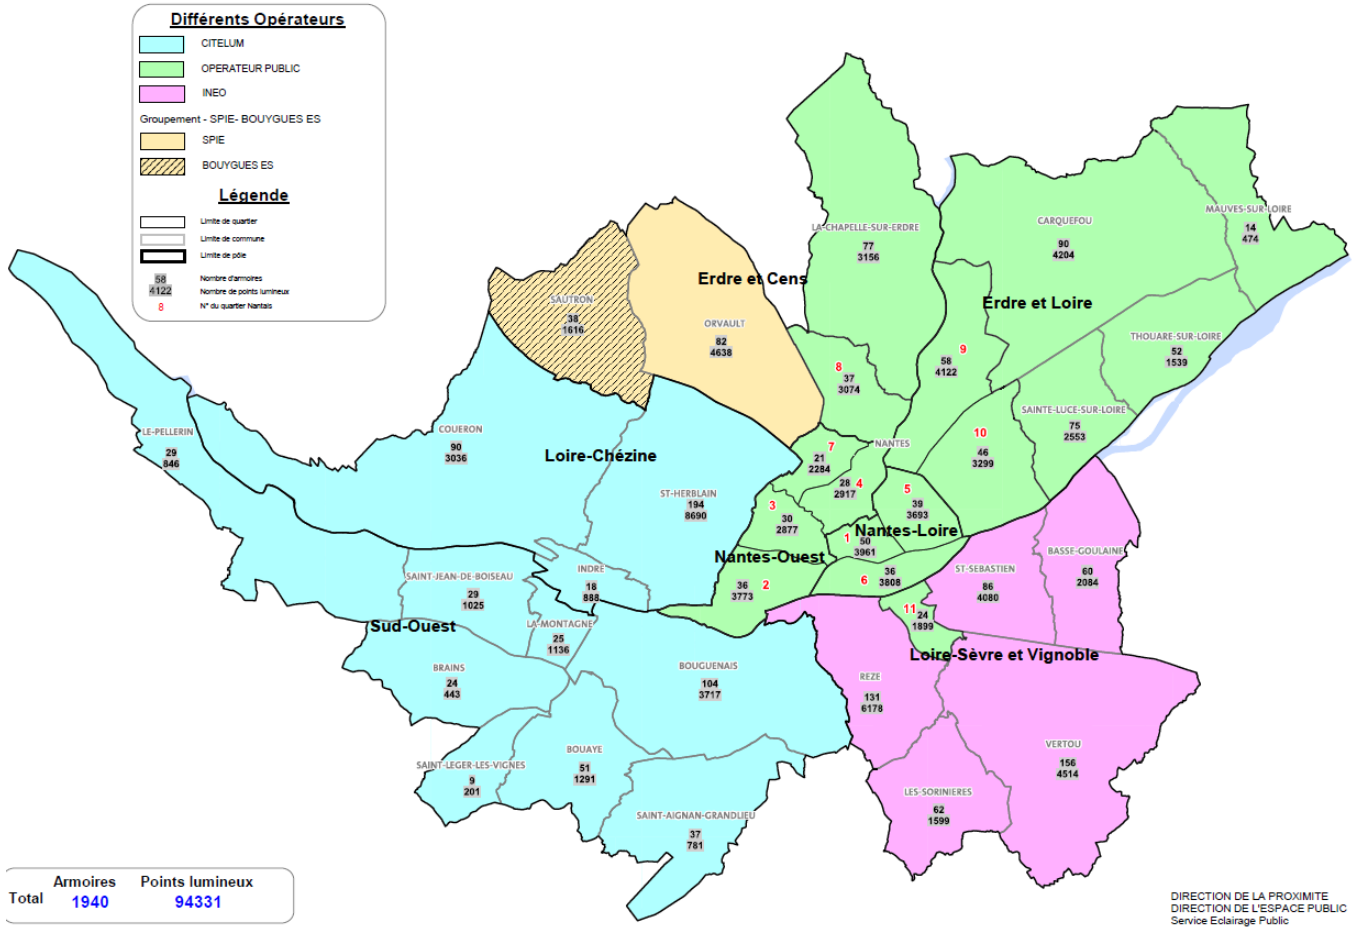 Différents Opérateurs
CITELUM
OPERATEUR PUBLIC
INEO
Groupement - SPIE- BOUYGUES ES
SPIE
BOUYGUES ES
Légende
Limite de quartier
Limite de commune
Limite de pôle
58
4122
Nombre d'armoires
Nombre de points lumineux
8
N° du quartier Nantais
LA-CHAPELLE-SUR-ERDRE
77
3156
CARQUEFOU
90
4204
MAUVES-SUR-LOIRE
14
474
Erdre et Cens
Erdre et Loire
SAUTRON
38
1616
ORVAULT
82
4638
THOUARE-SUR-LOIRE
52
1539
9
58
4122
8
37
3074
SAINTE-LUCE-SUR-LOIRE
75
2553
10
46
3299
LE-PELLERIN
29
846
COUERON
90
3036
Loire-Chézine
NANTES
7
21
2284
28
2917
4
5
39
3693
ST-HERBLAIN
194
8690
3
30
2877
1
50
3961
Nantes-Loire
Nantes-Ouest
36
3773
2
6
36
3808
ST-SEBASTIEN
86
4080
BASSE-GOULAINE
60
2084
INDRE
18
888
SAINT-JEAN-DE-BOISEAU
29
1025
11
24
1899
LA-MONTAGNE
25
1136
Sud-Ouest
Loire-Sèvre et Vignoble
BRAINS
24
443
BOUGUENAIS
104
3717
REZE
131
6178
VERTOU
156
4514
SAINT-LEGER-LES-VIGNES
9
201
BOUAYE
51
1291
LES-SORINIERES
62
1599
SAINT-AIGNAN-GRANDLIEU
37
781
Armoires Points lumineux
Total 1940 94331
DIRECTION DE LA PROXIMITE
DIRECTION DE L'ESPACE PUBLIC
Service Eclairage Public